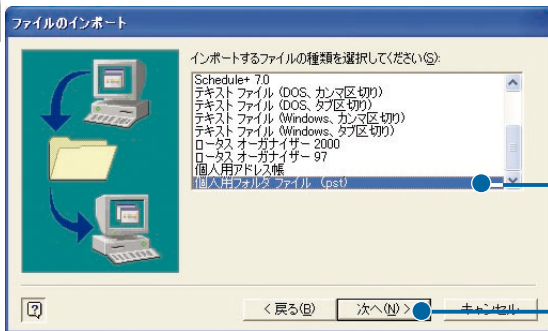 ファイルのインポート
インポートするファイルの種類を選択してください(S):
Schedule+ 7.0
テキスト ファイル (DOS、カンマ区切り)
テキスト ファイル (DOS、タブ区切り)
テキスト ファイル (Windows、カンマ区切り)
テキスト ファイル (Windows、タブ区切り)
ロータス オーガナイザー 2000
ロータス オーガナイザー 97
個人用アドレス帳
個人用フォルダ ファイル (pst)
< 戻る(B)
次へ(N) >
キャンセル